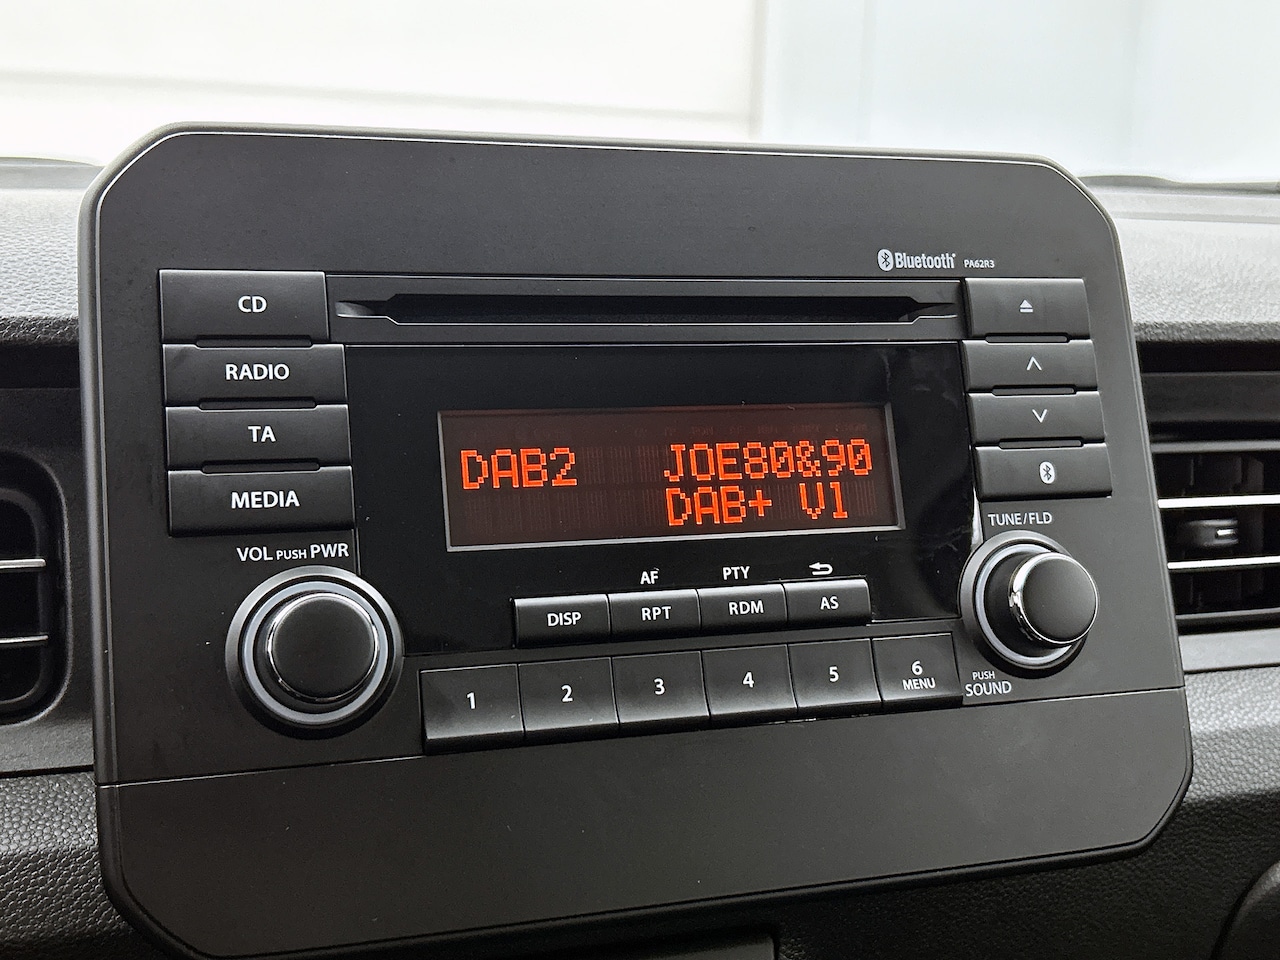 Bluetooth PA62R3
CD
RADIO
TA
MEDIA
DAB2 JOE80&90
DAB+ V1
VOL PUSH PWR
TUNE/FLD
AF PTY
DISP RPT RDM AS
1 2 3 4 5 6
MENU
PUSH
SOUND